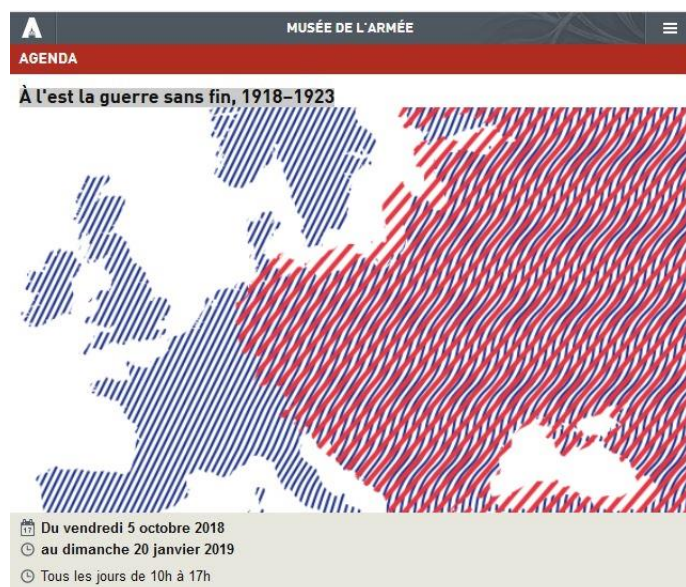 MUSÉE DE L'ARMÉE
AGENDA
À l'est la guerre sans fin, 1918–1923
17
Du vendredi 5 octobre 2018
au dimanche 20 janvier 2019
Tous les jours de 10h à 17h